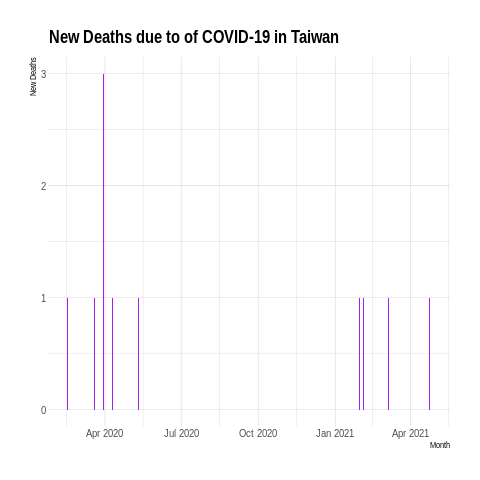 New Deaths due to of COVID-19 in Taiwan
New Deaths
3
2
1
0
Apr 2020 Jul 2020 Oct 2020 Jan 2021 Apr 2021
Month